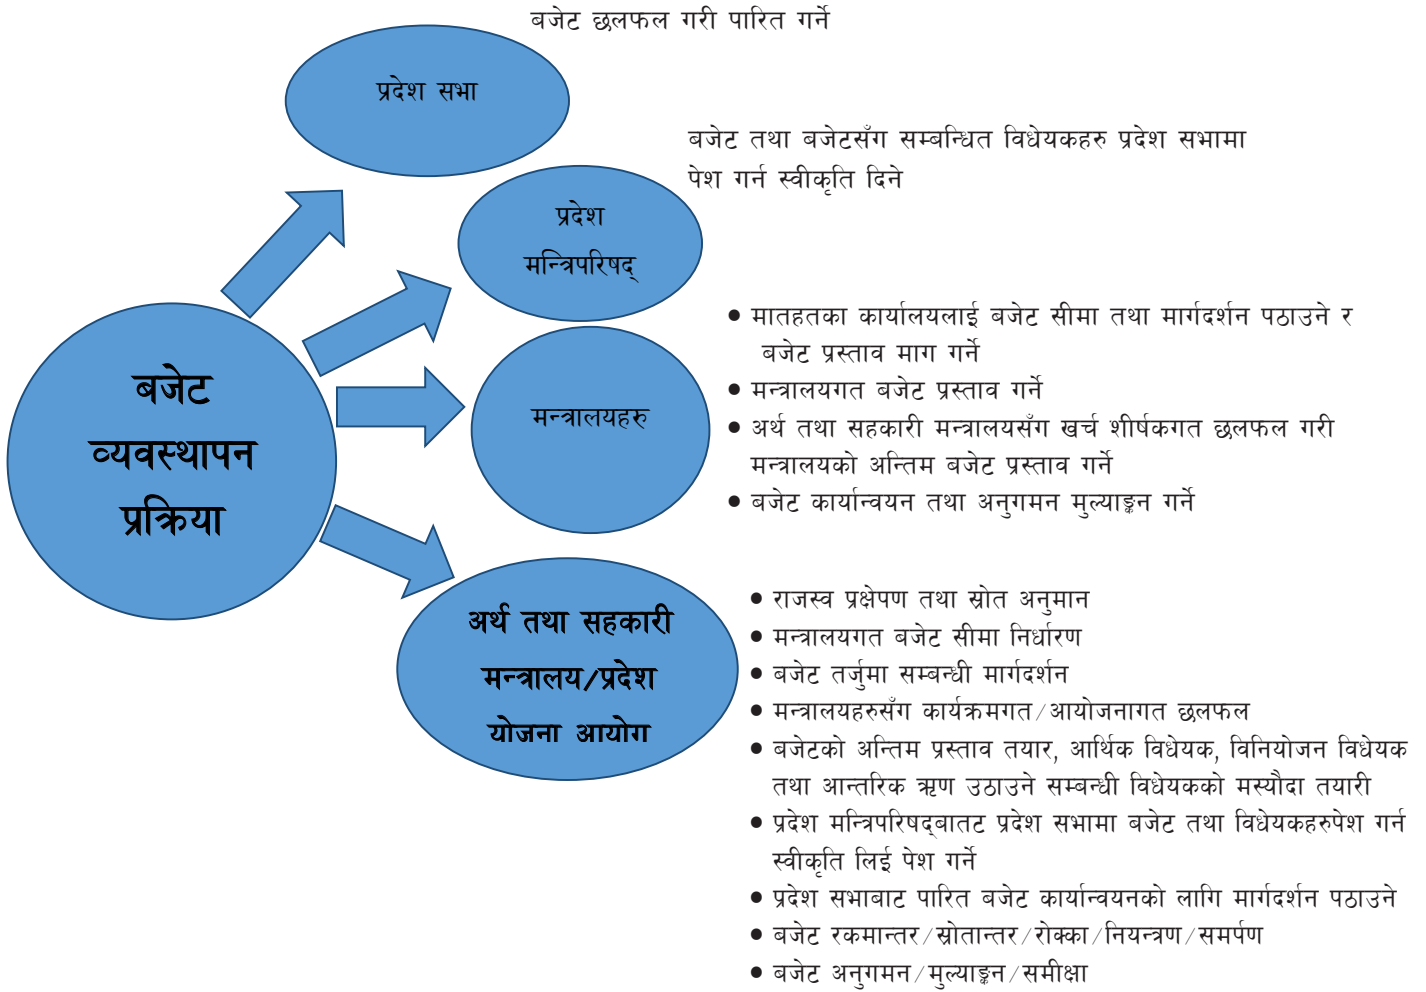 बजेट छलफल गरी पारित गर्ने
प्रदेश सभा
बजेट तथा बजेटसँग सम्बन्धित विधेयकहरु प्रदेश सभामा
पेश गर्न स्वीकृति दिने
प्रदेश
मन्त्रिपरिषद्
बजेट
व्यवस्थापन
प्रक्रिया
मन्त्रालयहरु
● मातहतका कार्यालयलाई बजेट सीमा तथा मार्गदर्शन पठाउने र
बजेट प्रस्ताव माग गर्ने
● मन्त्रालयगत बजेट प्रस्ताव गर्ने
● अर्थ तथा सहकारी मन्त्रालयसँग खर्च शीर्षकगत छलफल गरी
मन्त्रालयको अन्तिम बजेट प्रस्ताव गर्ने
● बजेट कार्यान्वयन तथा अनुगमन मुल्याङ्कन गर्ने
अर्थ तथा सहकारी
मन्त्रालय/प्रदेश
योजना आयोग
● राजस्व प्रक्षेपण तथा स्रोत अनुमान
● मन्त्रालयगत बजेट सीमा निर्धारण
● बजेट तर्जुमा सम्बन्धी मार्गदर्शन
● मन्त्रालयहरुसँग कार्यक्रमगत/आयोजनागत छलफल
● बजेटको अन्तिम प्रस्ताव तयार, आर्थिक विधेयक, विनियोजन विधेयक
तथा आन्तरिक ऋण उठाउने सम्बन्धी विधेयकको मस्यौदा तयारी
● प्रदेश मन्त्रिपरिषद्बातट प्रदेश सभामा बजेट तथा विधेयकहरुपेश गर्न
स्वीकृति लिई पेश गर्ने
● प्रदेश सभाबाट पारित बजेट कार्यान्वयनको लागि मार्गदर्शन पठाउने
● बजेट रकमान्तर/स्रोतान्तर/रोक्का/नियन्त्रण/समर्पण
● बजेट अनुगमन/मुल्याङ्कन/समीक्षा